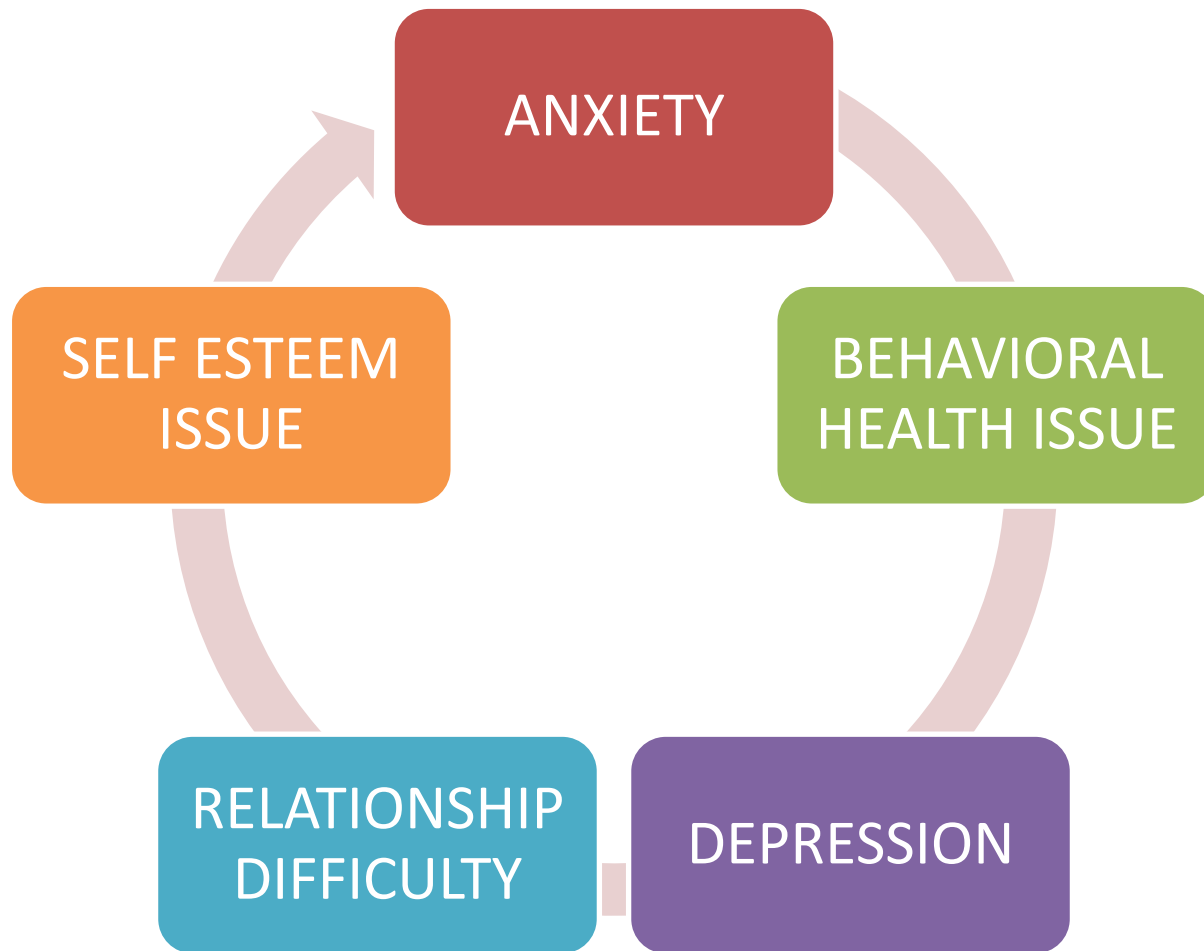 ANXIETY
BEHAVIORAL
HEALTH ISSUE
DEPRESSION
RELATIONSHIP
DIFFICULTY
SELF ESTEEM
ISSUE